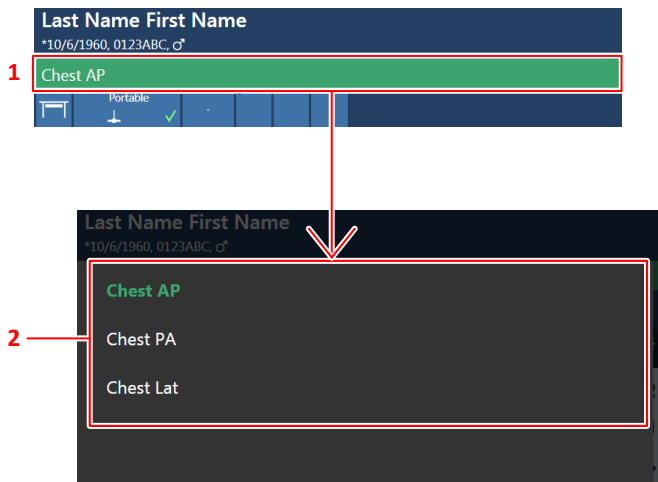 Last Name First Name
*10/6/1960, 0123ABC, ♂
1
Chest AP
Portable
-
Last Name First Name
*10/6/1960, 0123ABC, ♂
Chest AP
2
Chest PA
Chest Lat